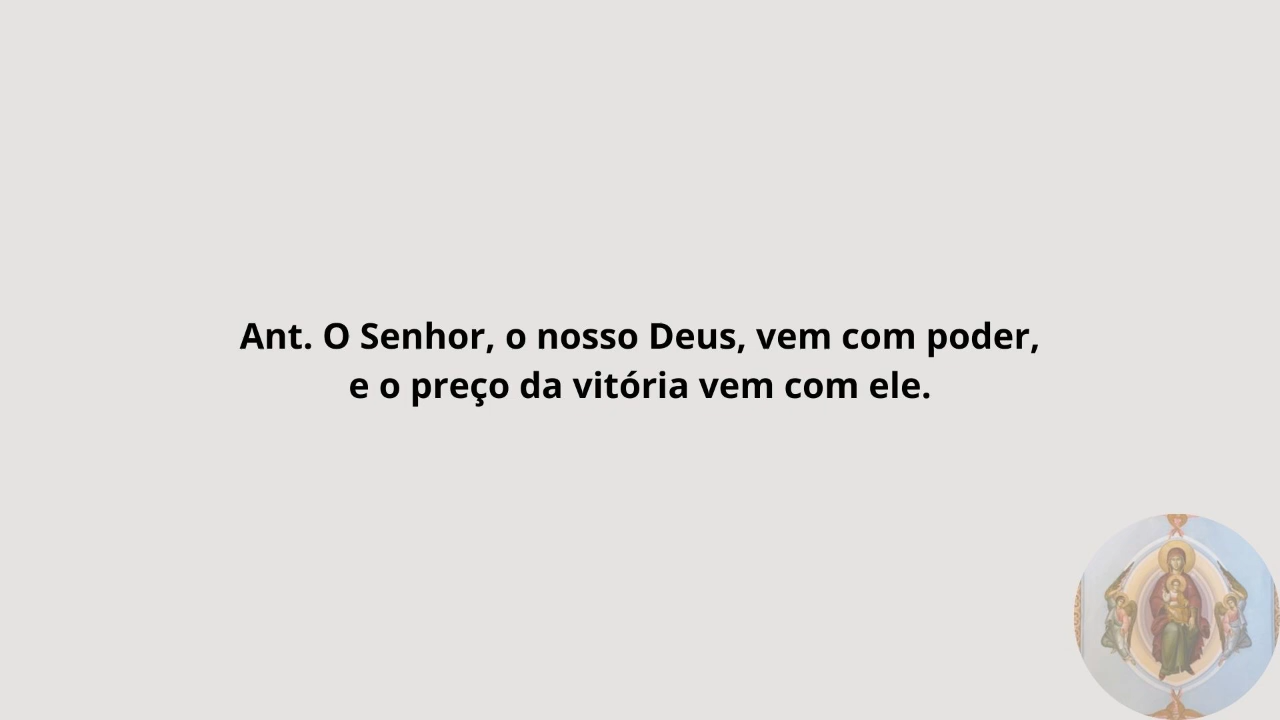 Ant. O Senhor, o nosso Deus, vem com poder,
e o preço da vitória vem com ele.